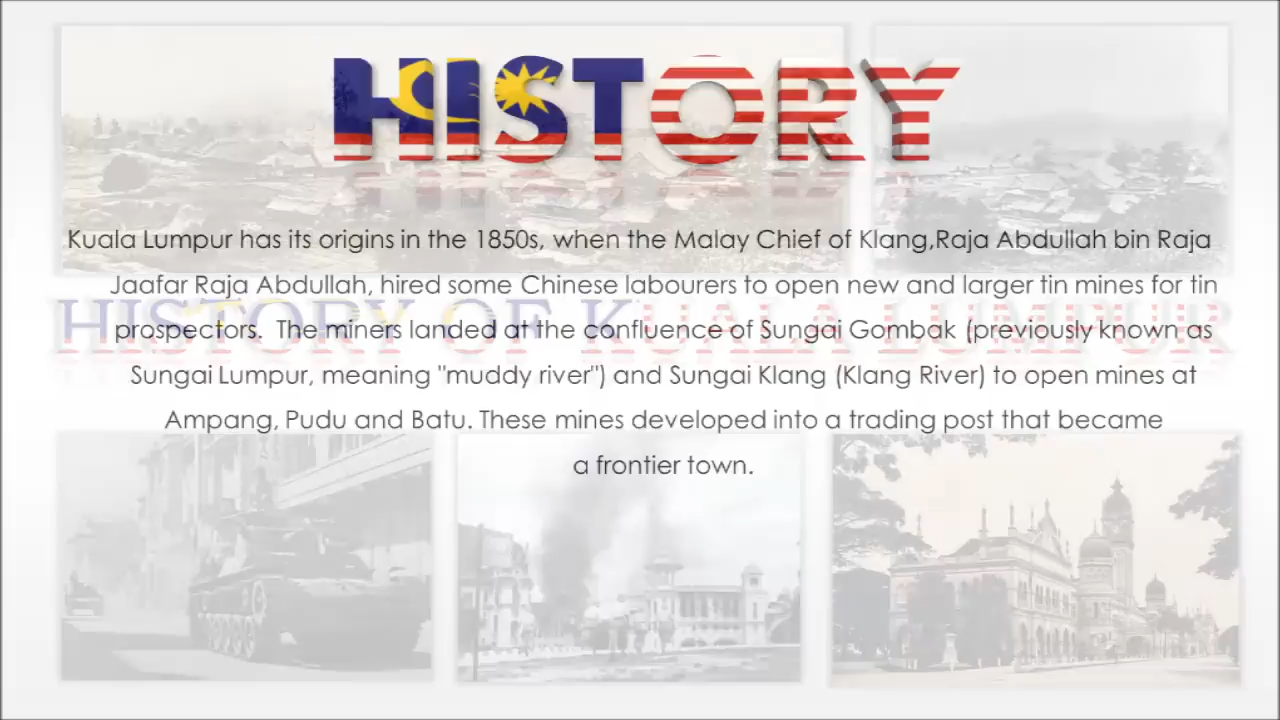 HISTORY
Kuala Lumpur has its origins in the 1850s, when the Malay Chief of Klang,Raja Abdullah bin Raja
Jaafar Raja Abdullah, hired some Chinese labourers to open new and larger tin mines for tin
HISTORY OF KUALA LUMPUR
prospectors.  The miners landed at the confluence of Sungai Gombak (previously known as
Sungai Lumpur, meaning "muddy river") and Sungai Klang (Klang River) to open mines at
Ampang, Pudu and Batu. These mines developed into a trading post that became
a frontier town.